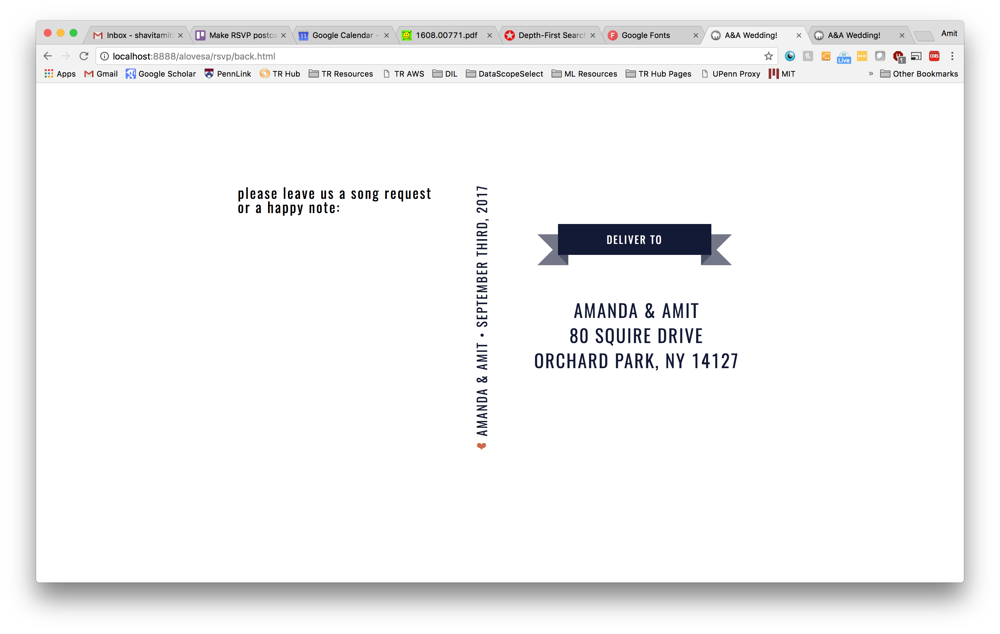 Inbox - shavitamit
Make RSVP postca
Google Calendar -
1608.00771.pdf
Depth-First Search
Google Fonts
A&A Wedding!
A&A Wedding!
Amit
localhost:8888/alovesa/rsvp/back.html
Live
1
CORS
Apps
Gmail
Google Scholar
PennLink
TR Hub
TR Resources
TR AWS
DIL
DataScopeSelect
ML Resources
TR Hub Pages
UPenn Proxy
MIT
»
Other Bookmarks
please leave us a song request
or a happy note:
❤ AMANDA & AMIT • SEPTEMBER THIRD, 2017
DELIVER TO
AMANDA & AMIT
80 SQUIRE DRIVE
ORCHARD PARK, NY 14127